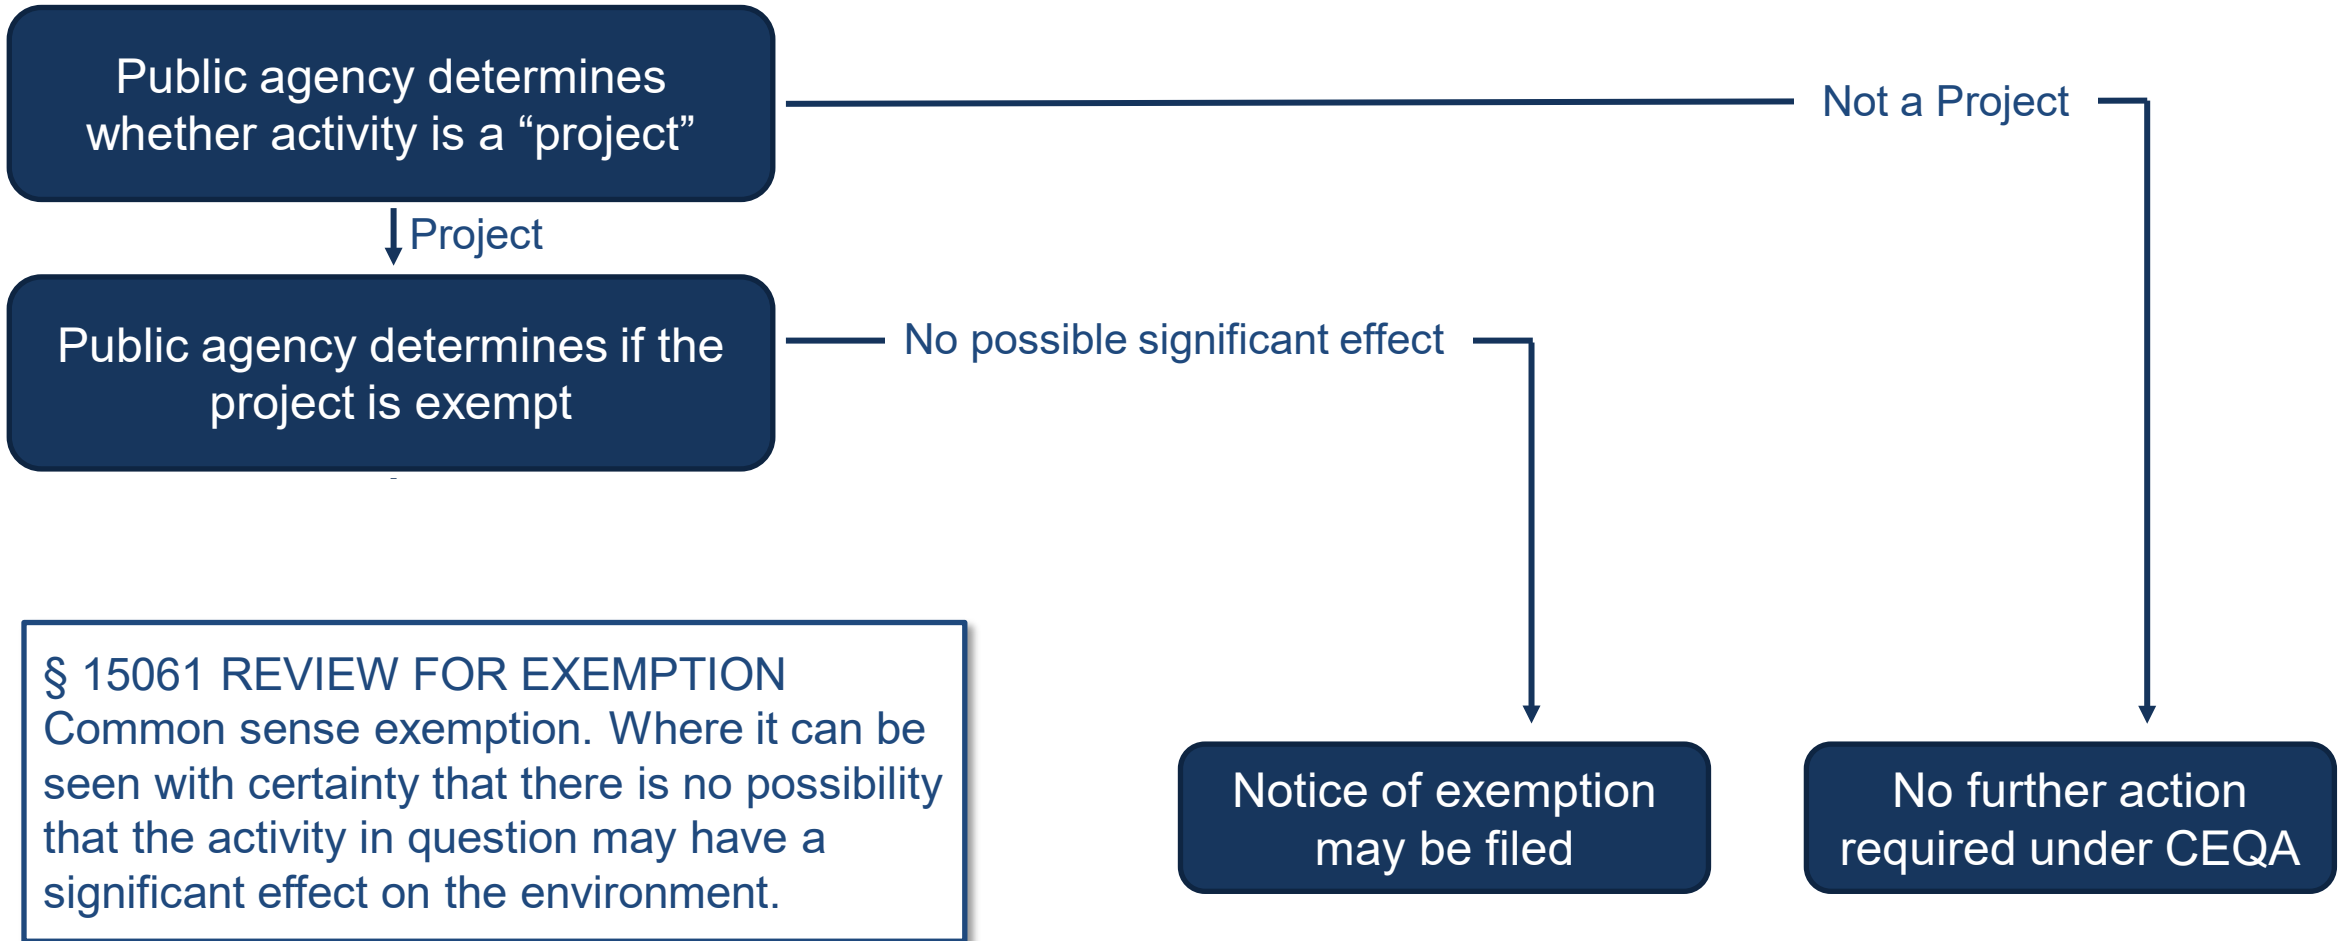 Public agency determines
whether activity is a “project”
Not a Project
Project
Public agency determines if the
project is exempt
No possible significant effect
§ 15061 REVIEW FOR EXEMPTION
Common sense exemption. Where it can be
seen with certainty that there is no possibility
that the activity in question may have a
significant effect on the environment.
Notice of exemption
may be filed
No further action
required under CEQA